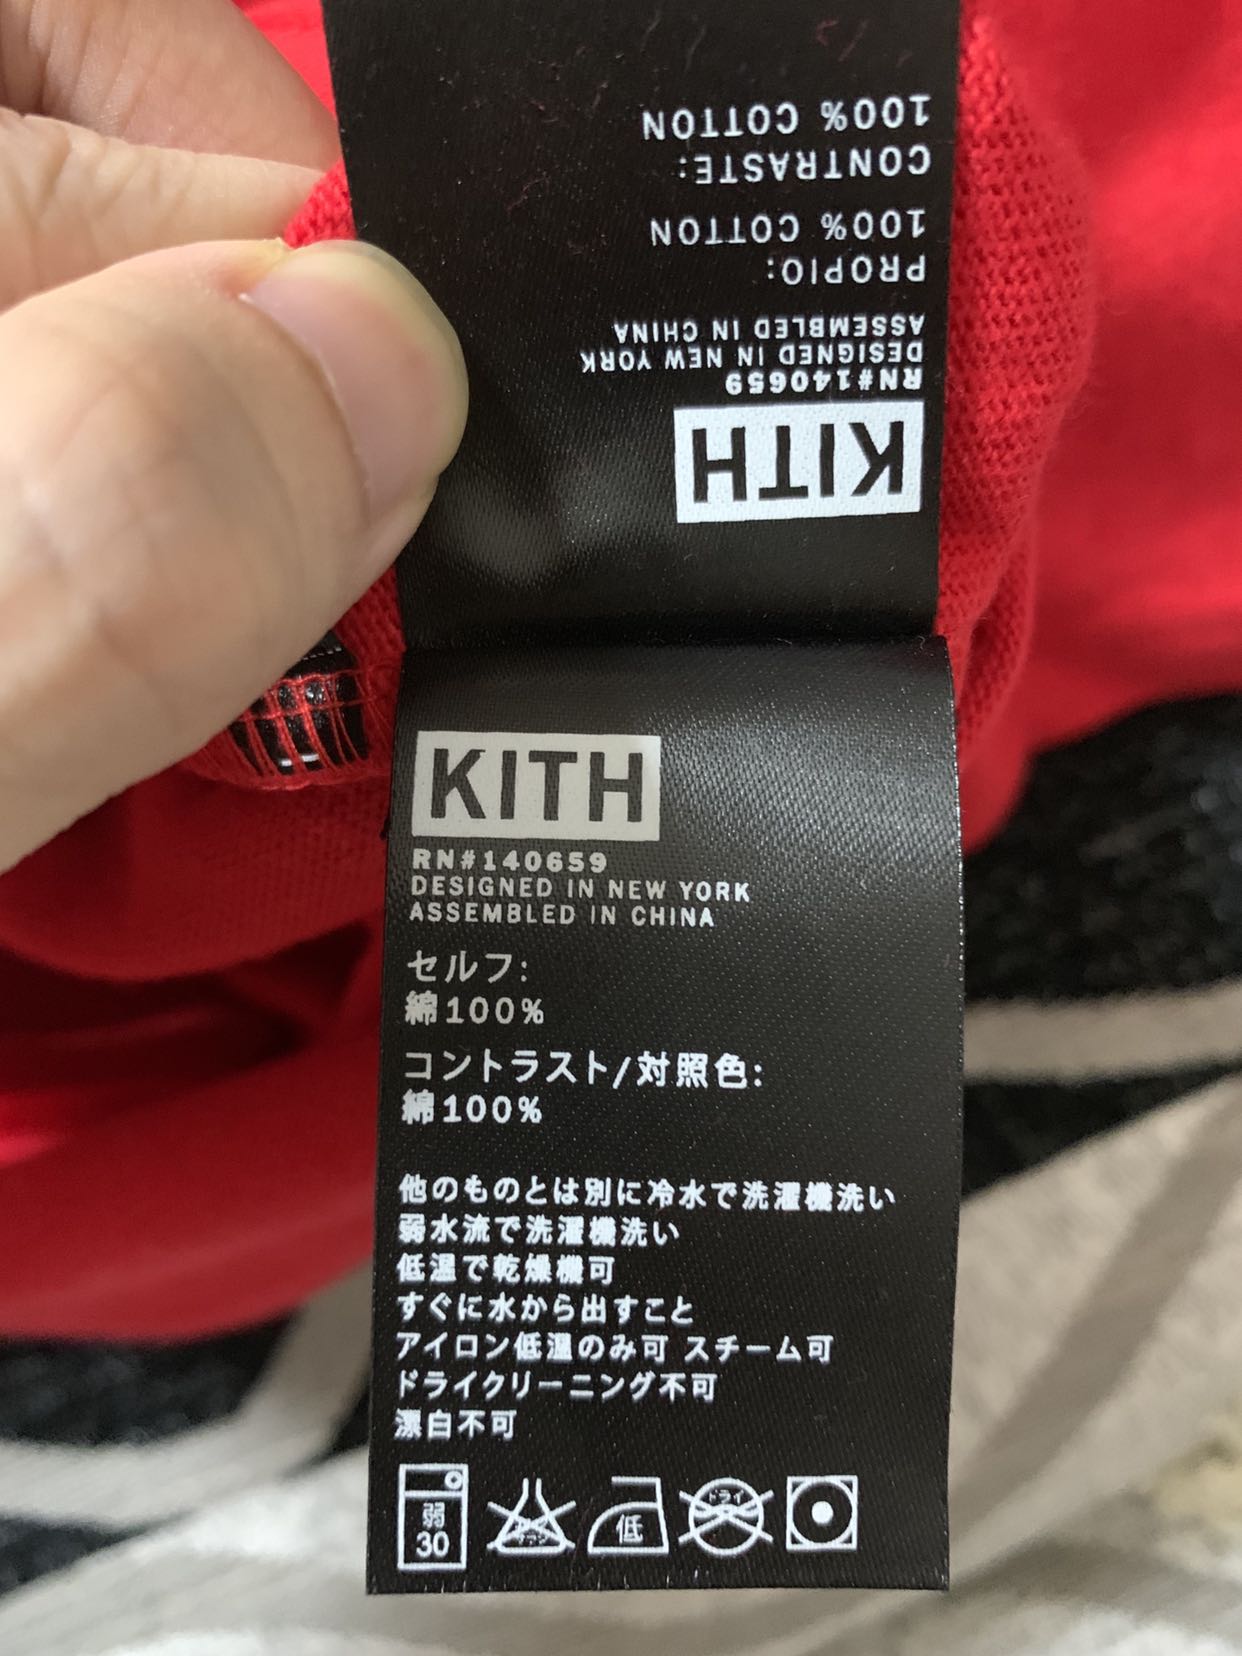 100% COTTON
CONTRASTE:
100% COTTON
PROPIO:
ASSEMBLED IN CHINA
DESIGNED IN NEW YORK
RN#140659
KITH
KITH
RN#140659
DESIGNED IN NEW YORK
ASSEMBLED IN CHINA
セルフ:
綿100%
コントラスト/対照色:
綿100%
他のものとは別に冷水で洗濯機洗い
弱水流で洗濯機洗い
低温で乾燥機可
すぐに水から出すこと
アイロン低温のみ可 スチーム可
ドライクリーニング不可
漂白不可
弱
30
低
ドライ